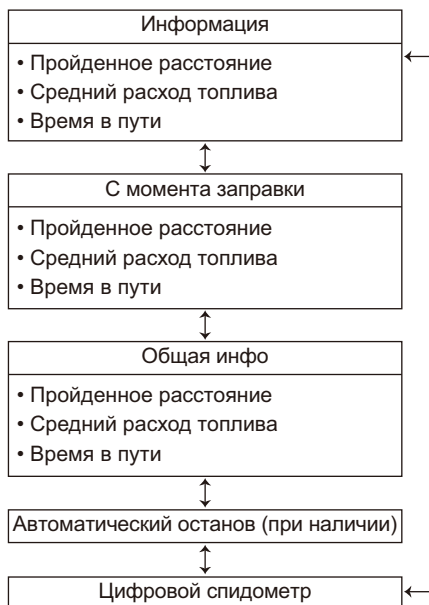 Информация
• Пройденное расстояние
• Средний расход топлива
• Время в пути
С момента заправки
• Пройденное расстояние
• Средний расход топлива
• Время в пути
Общая инфо
• Пройденное расстояние
• Средний расход топлива
• Время в пути
Автоматический останов (при наличии)
Цифровой спидометр